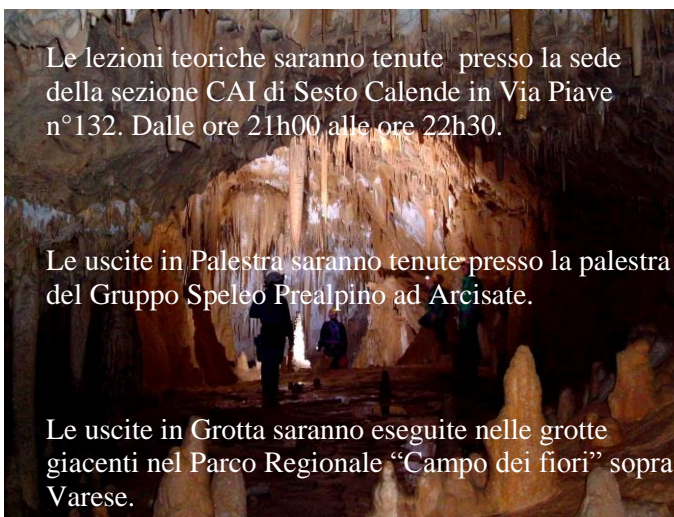 Le lezioni teoriche saranno tenute presso la sede
della sezione CAI di Sesto Calende in Via Piave
n°132. Dalle ore 21h00 alle ore 22h30.
Le uscite in Palestra saranno tenute presso la palestra
del Gruppo Speleo Prealpino ad Arcisate.
Le uscite in Grotta saranno eseguite nelle grotte
giacenti nel Parco Regionale “Campo dei fiori” sopra
Varese.